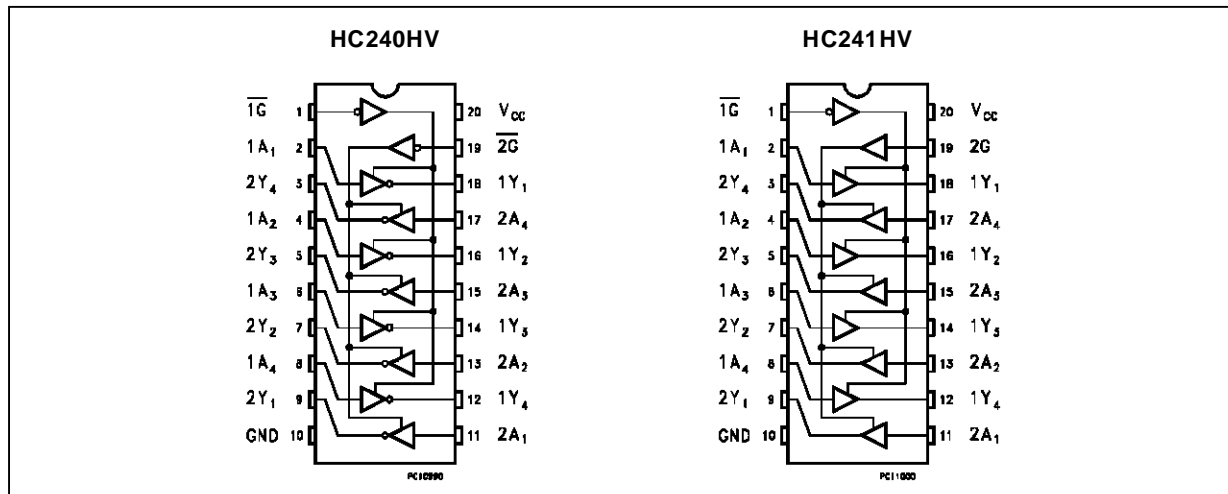 HC240HV
1G 1 20 VCC
1A1 2 19 2G
2Y4 3 18 1Y1
1A2 4 17 2A4
2Y3 5 16 1Y2
1A3 6 15 2A3
2Y2 7 14 1Y3
1A4 8 13 2A2
2Y1 9 12 1Y4
GND 10 11 2A1
PC10990
HC241HV
1G 1 20 VCC
1A1 2 19 2G
2Y4 3 18 1Y1
1A2 4 17 2A4
2Y3 5 16 1Y2
1A3 6 15 2A3
2Y2 7 14 1Y3
1A4 8 13 2A2
2Y1 9 12 1Y4
GND 10 11 2A1
PC11000